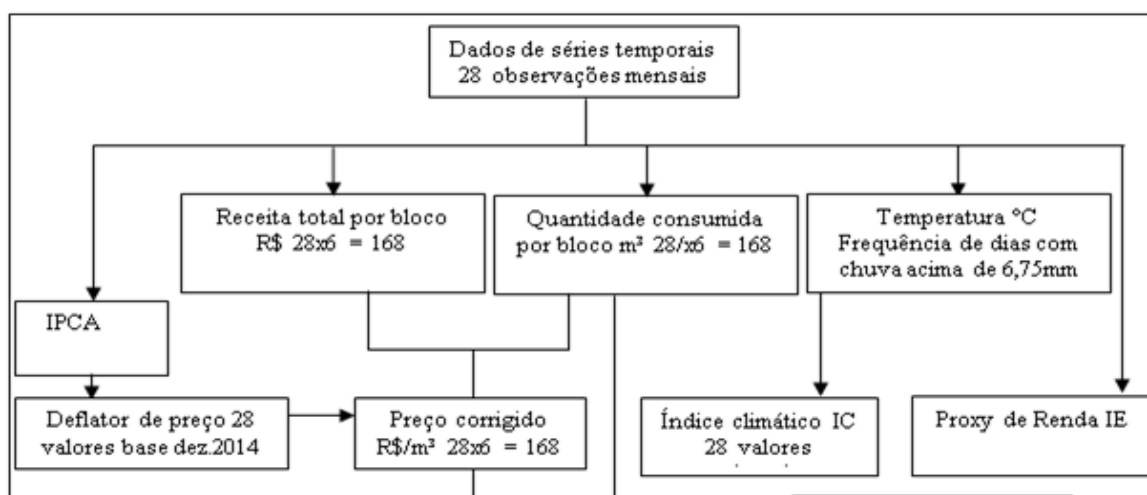 Dados de séries temporais
28 observações mensais
Receita total por bloco
R$ 28x6 = 168
Quantidade consumida
por bloco m³ 28/x6 = 168
Temperatura °C
Frequência de dias com
chuva acima de 6,75mm
IPCA
Deflator de preço 28
valores base dez.2014
Preço corrigido
R$/m³ 28x6 = 168
Índice climático IC
28 valores
Proxy de Renda IE